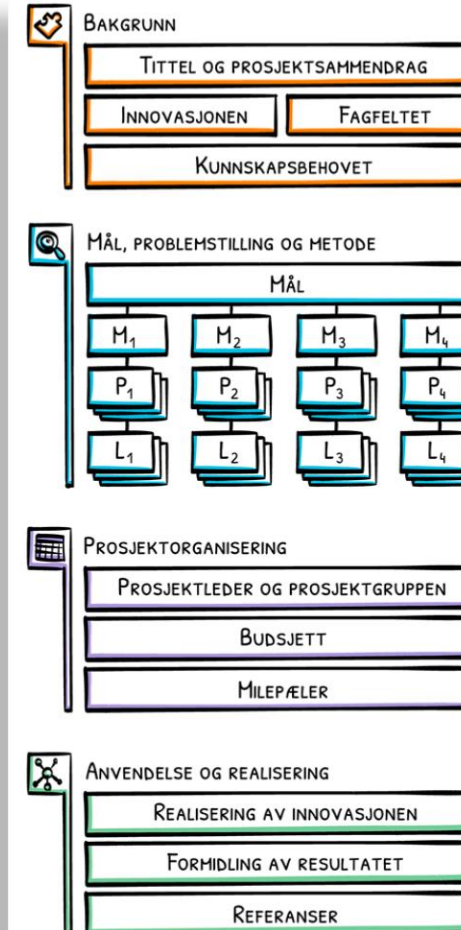 Bakgrunn
Tittel og prosjektsammendrag
Innovasjonen Fagfeltet
Kunnskapsbehovet
Mål, problemstilling og metode
Mål
M₁ M₂ M₃ M₄
P₁ P₂ P₃ P₄
L₁ L₂ L₃ L₄
Prosjektorganisering
Prosjektleder og prosjektgruppen
Budsjett
Milepæler
Anvendelse og realisering
Realisering av innovasjonen
Formidling av resultatet
Referanser